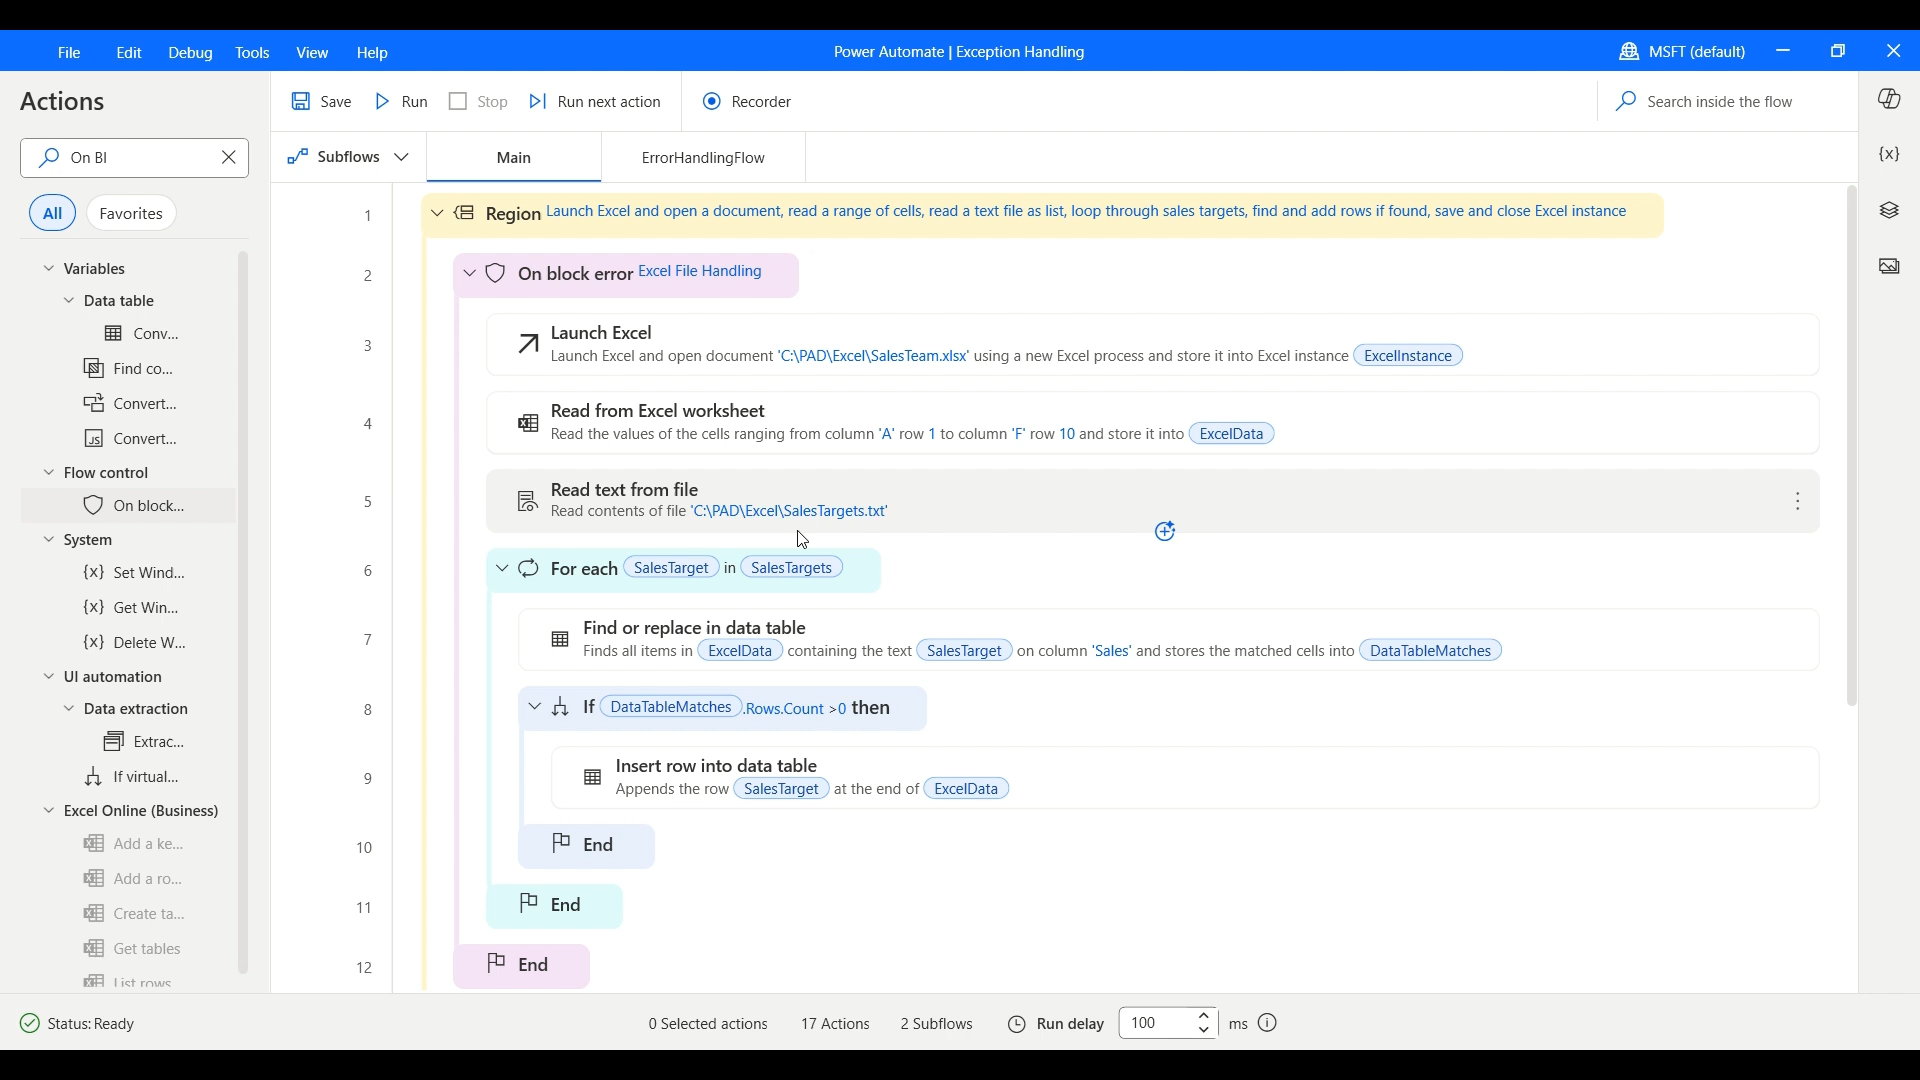 File Edit Debug Tools View Help Power Automate | Exception Handling MSFT (default)
Actions
Save Run Stop Run next action Recorder Search inside the flow
On BI
Subflows Main ErrorHandlingFlow
{x}
All Favorites
1 Region Launch Excel and open a document, read a range of cells, read a text file as list, loop through sales targets, find and add rows if found, save and close Excel instance
Variables
Data table
Conv...
Find co...
Convert...
JS Convert...
Flow control
On block...
System
{x} Set Wind...
{x} Get Win...
{x} Delete W...
UI automation
Data extraction
Extrac...
If virtual...
Excel Online (Business)
Add a ke...
Add a ro...
Create ta...
Get tables
List rows
2 On block error Excel File Handling
3 Launch Excel
Launch Excel and open document 'C:\PAD\Excel\SalesTeam.xlsx' using a new Excel process and store it into Excel instance ExcelInstance
4 Read from Excel worksheet
Read the values of the cells ranging from column 'A' row 1 to column 'F' row 10 and store it into ExcelData
5 Read text from file
Read contents of file 'C:\PAD\Excel\SalesTargets.txt'
6 For each SalesTarget in SalesTargets
7 Find or replace in data table
Finds all items in ExcelData containing the text SalesTarget on column 'Sales' and stores the matched cells into DataTableMatches
8 If DataTableMatches .Rows.Count >0 then
9 Insert row into data table
Appends the row SalesTarget at the end of ExcelData
10 End
11 End
12 End
Status: Ready 0 Selected actions 17 Actions 2 Subflows Run delay 100 ms